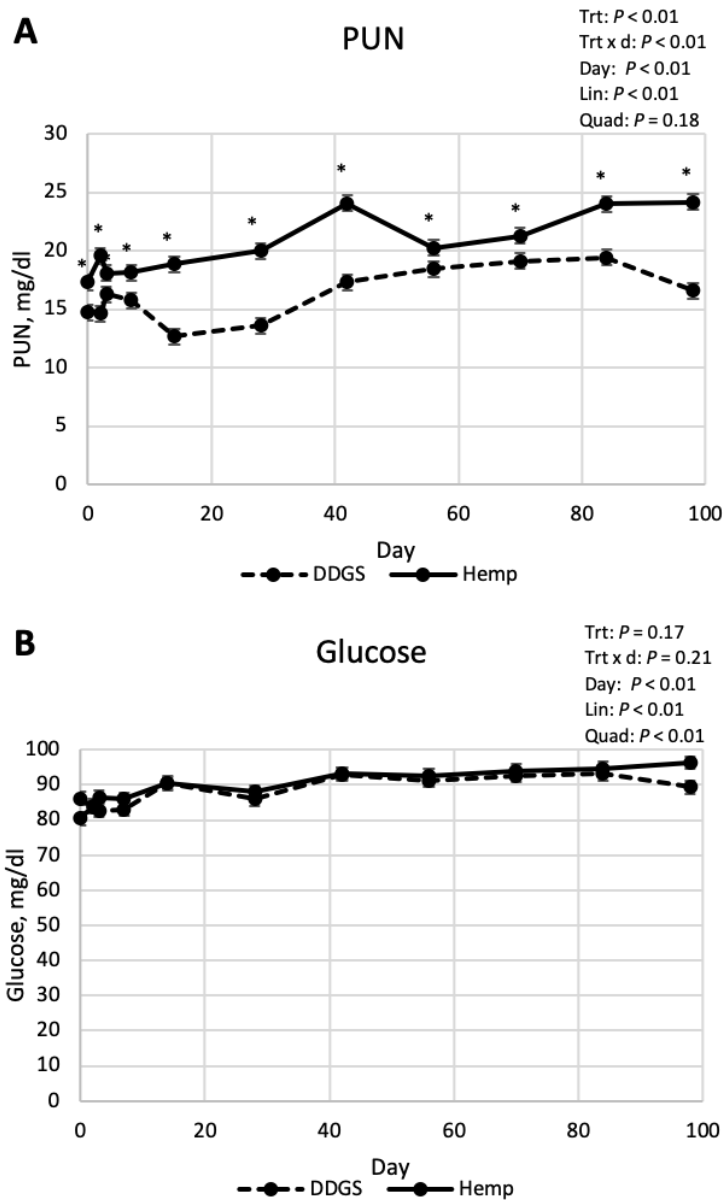 A
PUN
Trt: P < 0.01
Trt x d: P < 0.01
Day: P < 0.01
Lin: P < 0.01
Quad: P = 0.18
30
25
20
15
10
5
0
PUN, mg/dl
* * * * * * * * * * *
0 20 40 60 80 100
Day
DDGS Hemp
B
Glucose
Trt: P = 0.17
Trt x d: P = 0.21
Day: P < 0.01
Lin: P < 0.01
Quad: P < 0.01
100
90
80
70
60
50
40
30
20
10
0
Glucose, mg/dl
0 20 40 60 80 100
Day
DDGS Hemp